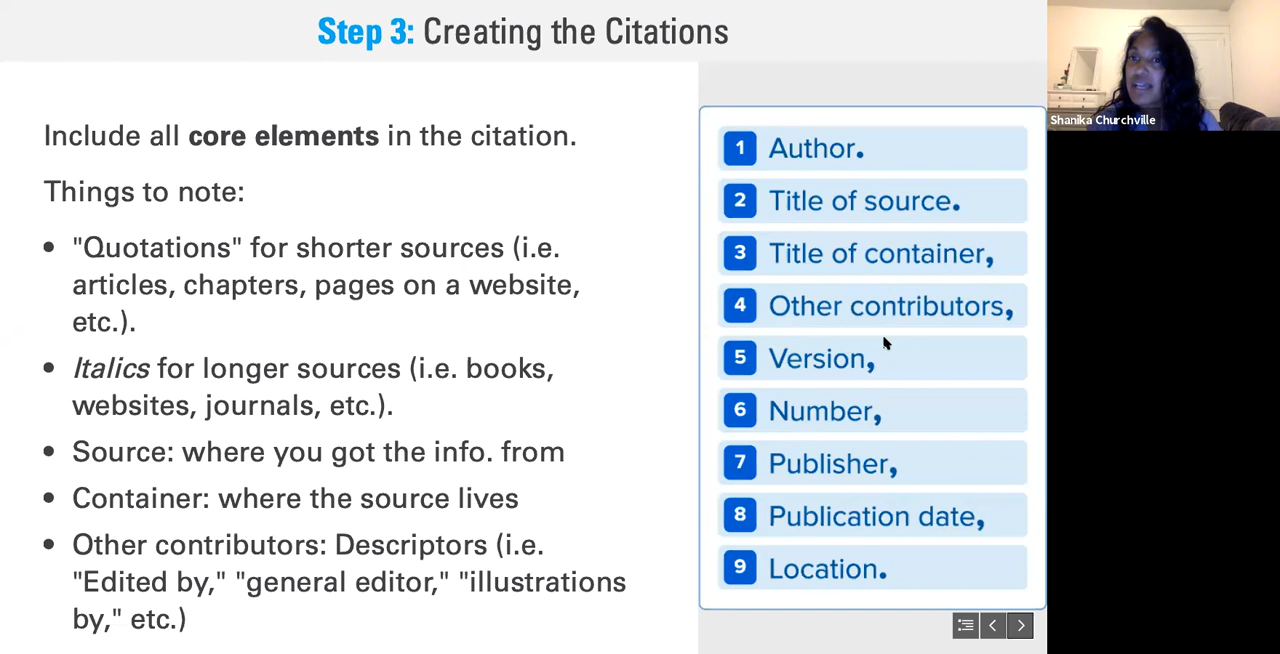 Step 3: Creating the Citations
Shanika Churchville
Include all core elements in the citation.
Things to note:
• "Quotations" for shorter sources (i.e.
articles, chapters, pages on a website,
etc.).
• Italics for longer sources (i.e. books,
websites, journals, etc.).
• Source: where you got the info. from
• Container: where the source lives
• Other contributors: Descriptors (i.e.
"Edited by," "general editor," "illustrations
by," etc.)
1 Author.
2 Title of source.
3 Title of container,
4 Other contributors,
5 Version,
6 Number,
7 Publisher,
8 Publication date,
9 Location.